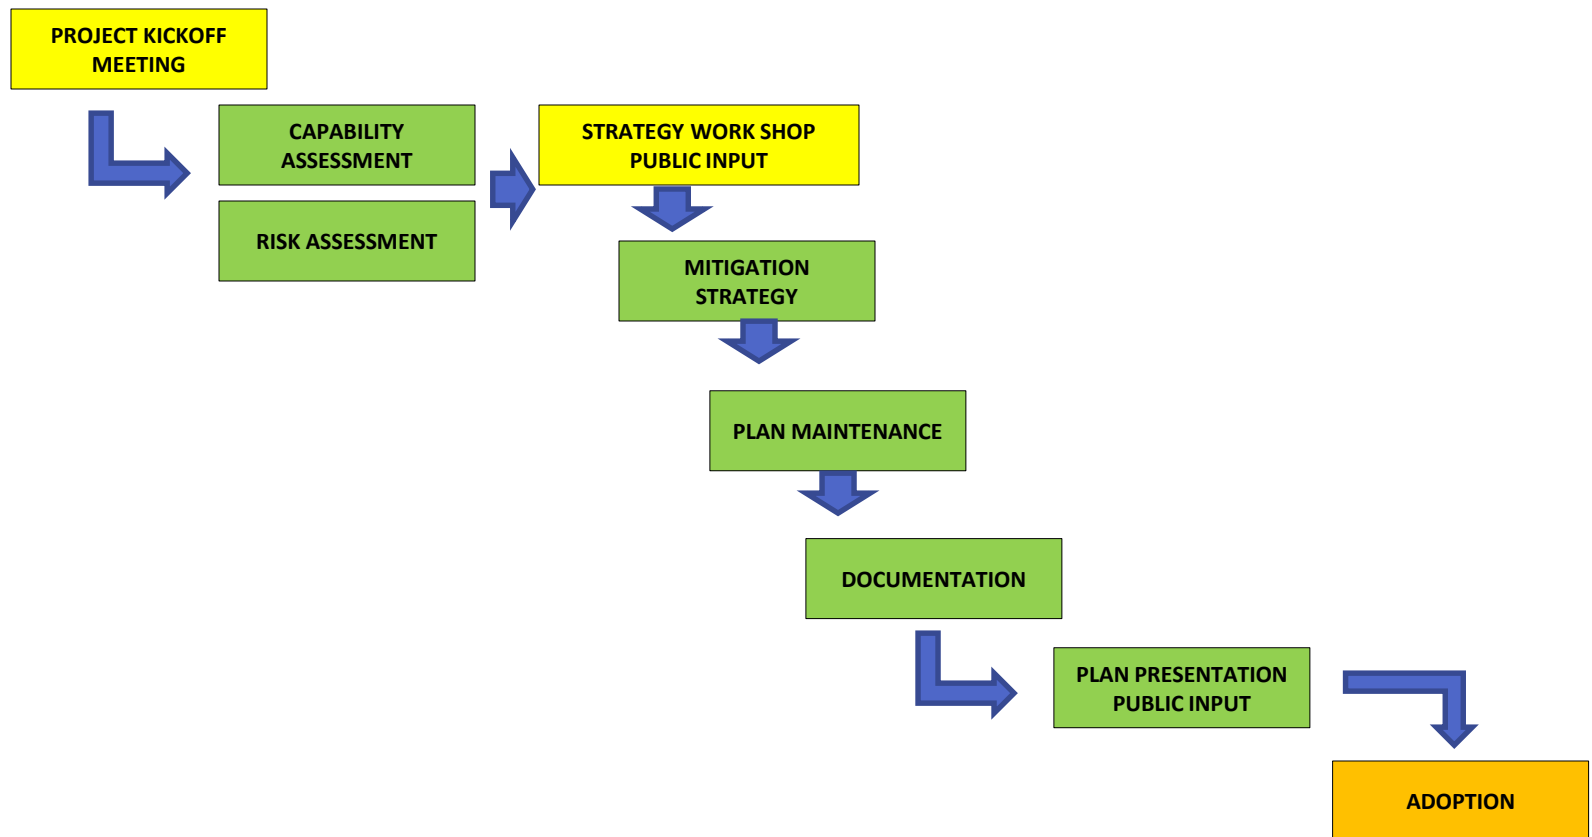 PROJECT KICKOFF
MEETING
CAPABILITY
ASSESSMENT
RISK ASSESSMENT
STRATEGY WORK SHOP
PUBLIC INPUT
MITIGATION
STRATEGY
PLAN MAINTENANCE
DOCUMENTATION
PLAN PRESENTATION
PUBLIC INPUT
ADOPTION